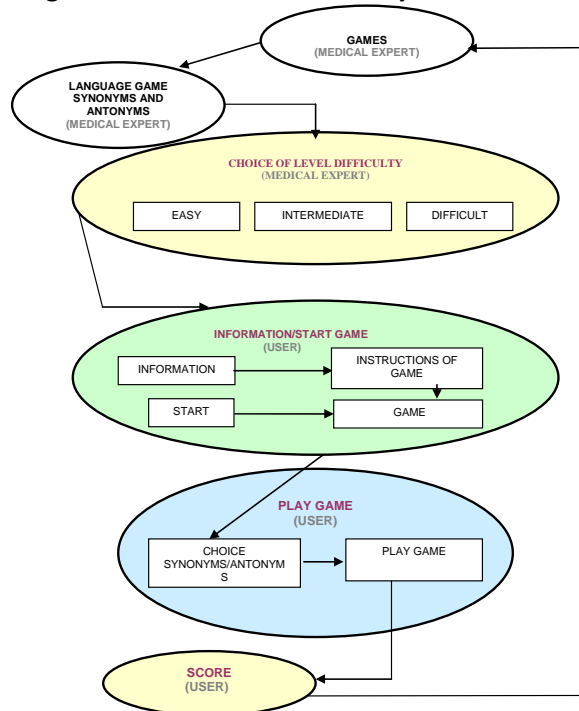 GAMES
(MEDICAL EXPERT)
LANGUAGE GAME
SYNONYMS AND
ANTONYMS
(MEDICAL EXPERT)
CHOICE OF LEVEL DIFFICULTY
(MEDICAL EXPERT)
EASY
INTERMEDIATE
DIFFICULT
INFORMATION/START GAME
(USER)
INFORMATION
INSTRUCTIONS OF
GAME
START
GAME
PLAY GAME
(USER)
CHOICE
SYNONYMS/ANTONYM
S
PLAY GAME
SCORE
(USER)